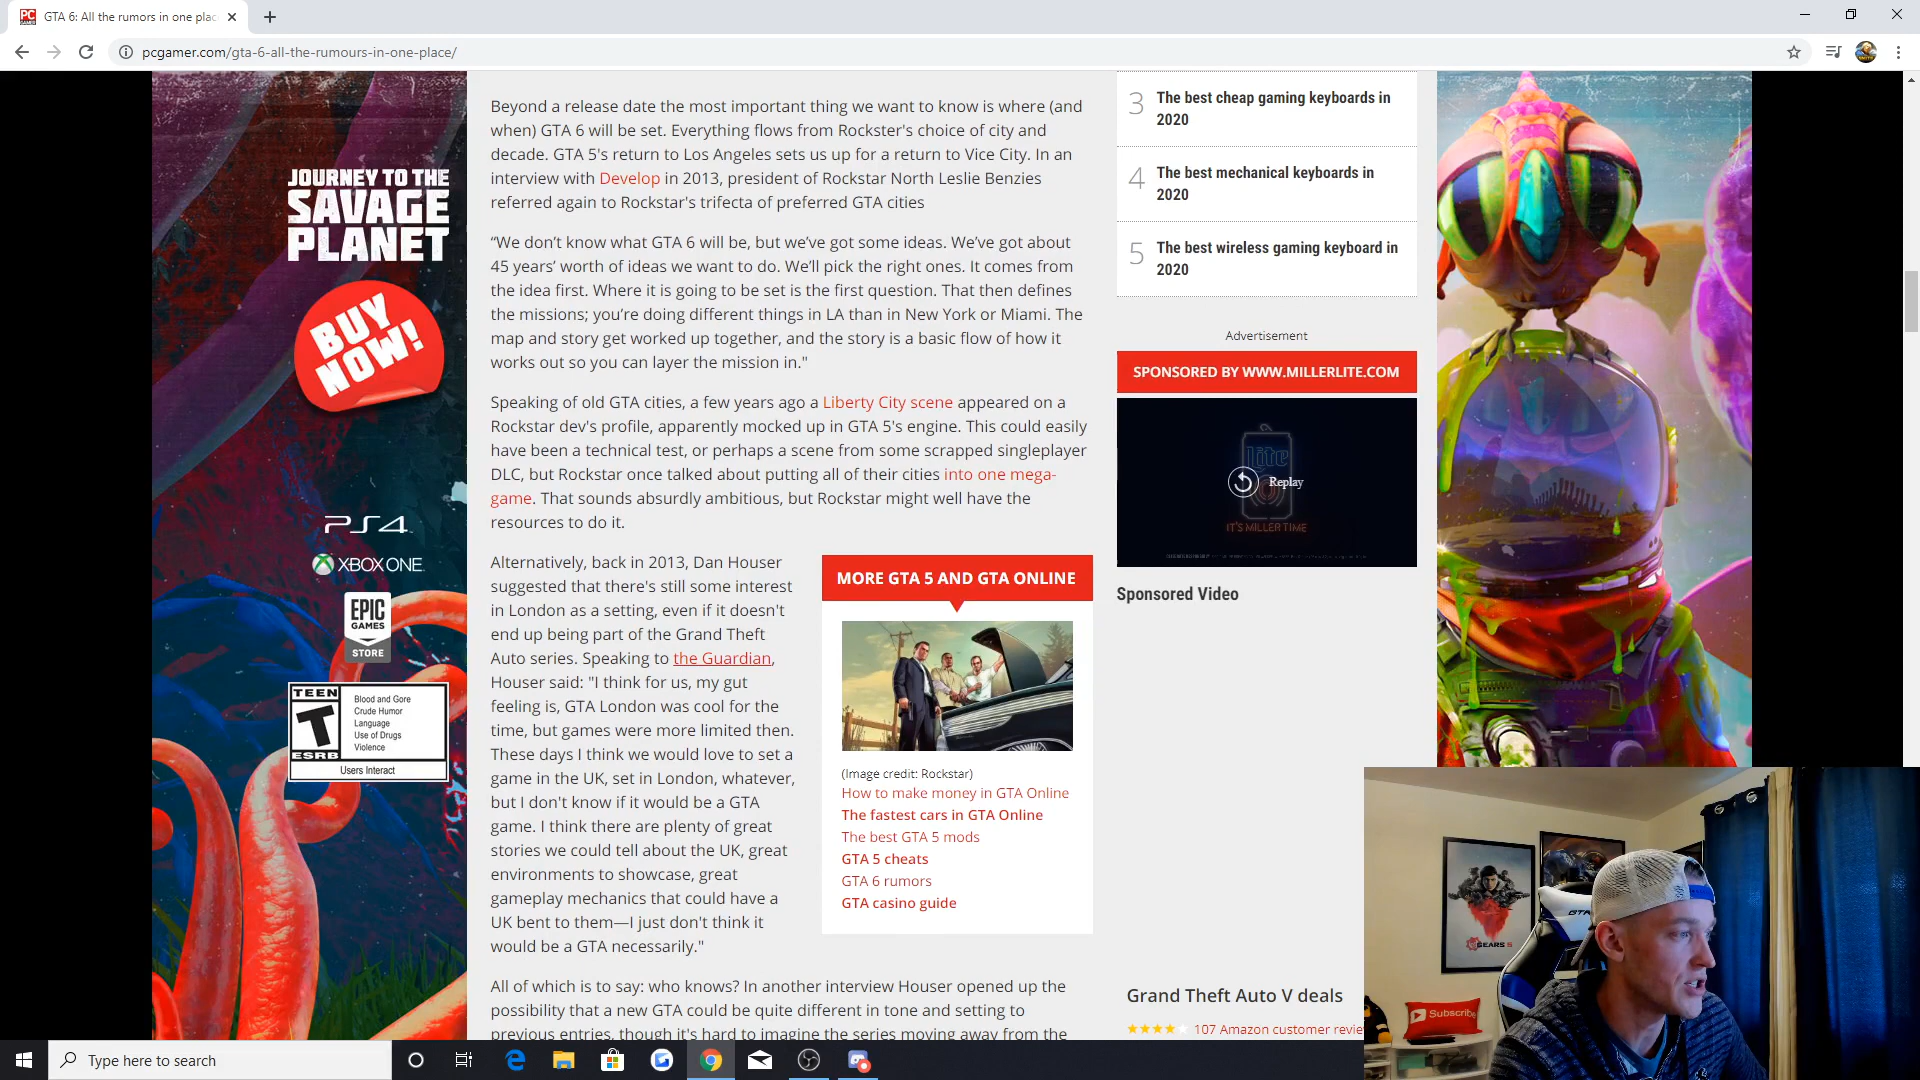 GTA 6: All the rumors in one plac
pcgamer.com/gta-6-all-the-rumours-in-one-place/
JOURNEY TO THE
SAVAGE
PLANET
BUY
NOW!
PS4
XBOX ONE
EPIC
GAMES
STORE
TEEN
T
ESRB
Blood and Gore
Crude Humor
Language
Use of Drugs
Violence
Users Interact
Beyond a release date the most important thing we want to know is where (and
when) GTA 6 will be set. Everything flows from Rockster's choice of city and
decade. GTA 5's return to Los Angeles sets us up for a return to Vice City. In an
interview with Develop in 2013, president of Rockstar North Leslie Benzies
referred again to Rockstar's trifecta of preferred GTA cities
“We don’t know what GTA 6 will be, but we’ve got some ideas. We’ve got about
45 years’ worth of ideas we want to do. We’ll pick the right ones. It comes from
the idea first. Where it is going to be set is the first question. That then defines
the missions; you’re doing different things in LA than in New York or Miami. The
map and story get worked up together, and the story is a basic flow of how it
works out so you can layer the mission in."
Speaking of old GTA cities, a few years ago a Liberty City scene appeared on a
Rockstar dev's profile, apparently mocked up in GTA 5's engine. This could easily
have been a technical test, or perhaps a scene from some scrapped singleplayer
DLC, but Rockstar once talked about putting all of their cities into one mega-
game. That sounds absurdly ambitious, but Rockstar might well have the
resources to do it.
Alternatively, back in 2013, Dan Houser
suggested that there's still some interest
in London as a setting, even if it doesn't
end up being part of the Grand Theft
Auto series. Speaking to the Guardian,
Houser said: "I think for us, my gut
feeling is, GTA London was cool for the
time, but games were more limited then.
These days I think we would love to set a
game in the UK, set in London, whatever,
but I don't know if it would be a GTA
game. I think there are plenty of great
stories we could tell about the UK, great
environments to showcase, great
gameplay mechanics that could have a
UK bent to them—I just don't think it
would be a GTA necessarily."
MORE GTA 5 AND GTA ONLINE
(Image credit: Rockstar)
How to make money in GTA Online
The fastest cars in GTA Online
The best GTA 5 mods
GTA 5 cheats
GTA 6 rumors
GTA casino guide
All of which is to say: who knows? In another interview Houser opened up the
possibility that a new GTA could be quite different in tone and setting to
previous entries, though it's hard to imagine the series moving away from the
3 The best cheap gaming keyboards in
2020
4 The best mechanical keyboards in
2020
5 The best wireless gaming keyboard in
2020
Advertisement
SPONSORED BY WWW.MILLERLITE.COM
Lite
Replay
IT'S MILLER TIME
Sponsored Video
Grand Theft Auto V deals
107 Amazon customer revie
GEARS 5
GTR
Subscribe
Type here to search